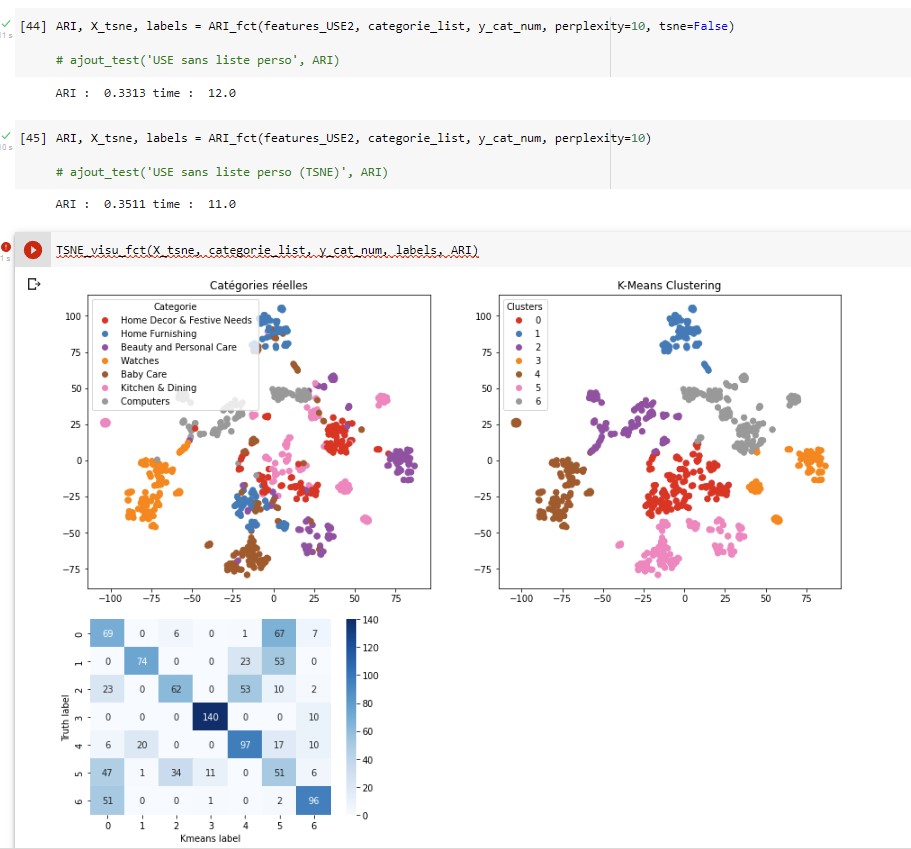 [44] ARI, X_tsne, labels = ARI_fct(features_USE2, categorie_list, y_cat_num, perplexity=10, tsne=False)
# ajout_test('USE sans liste perso', ARI)
11 s
ARI :  0.3313 time :  12.0
[45] ARI, X_tsne, labels = ARI_fct(features_USE2, categorie_list, y_cat_num, perplexity=10)
# ajout_test('USE sans liste perso (TSNE)', ARI)
10 s
ARI :  0.3511 time :  11.0
TSNE_visu_fct(X_tsne, categorie_list, y_cat_num, labels, ARI)
1 s
Catégories réelles
Categorie
Home Decor & Festive Needs
Home Furnishing
Beauty and Personal Care
Watches
Baby Care
Kitchen & Dining
Computers
100
75
50
25
0
−25
−50
−75
−100 −75 −50 −25 0 25 50 75
K-Means Clustering
Clusters
0
1
2
3
4
5
6
100
75
50
25
0
−25
−50
−75
−100 −75 −50 −25 0 25 50 75
Truth label
0 69 0 6 0 1 67 7
1 0 74 0 0 23 53 0
2 23 0 62 0 53 10 2
3 0 0 0 140 0 0 10
4 6 20 0 0 97 17 10
5 47 1 34 11 0 51 6
6 51 0 0 1 0 2 96
0 1 2 3 4 5 6
Kmeans label
140
120
100
80
60
40
20
0